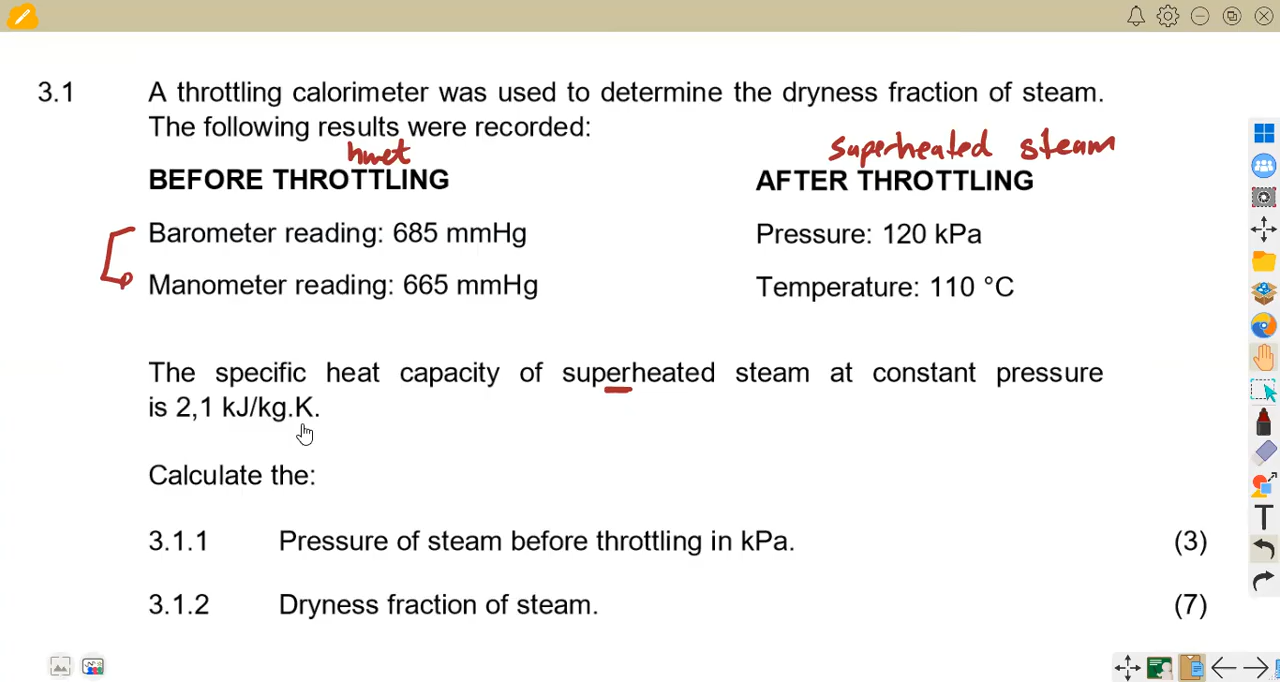 3.1 A throttling calorimeter was used to determine the dryness fraction of steam.
The following results were recorded:
hwet superheated steam
BEFORE THROTTLING AFTER THROTTLING
Barometer reading: 685 mmHg Pressure: 120 kPa
Manometer reading: 665 mmHg Temperature: 110 °C
The specific heat capacity of superheated steam at constant pressure
is 2,1 kJ/kg.K.
Calculate the:
3.1.1 Pressure of steam before throttling in kPa. (3)
3.1.2 Dryness fraction of steam. (7)